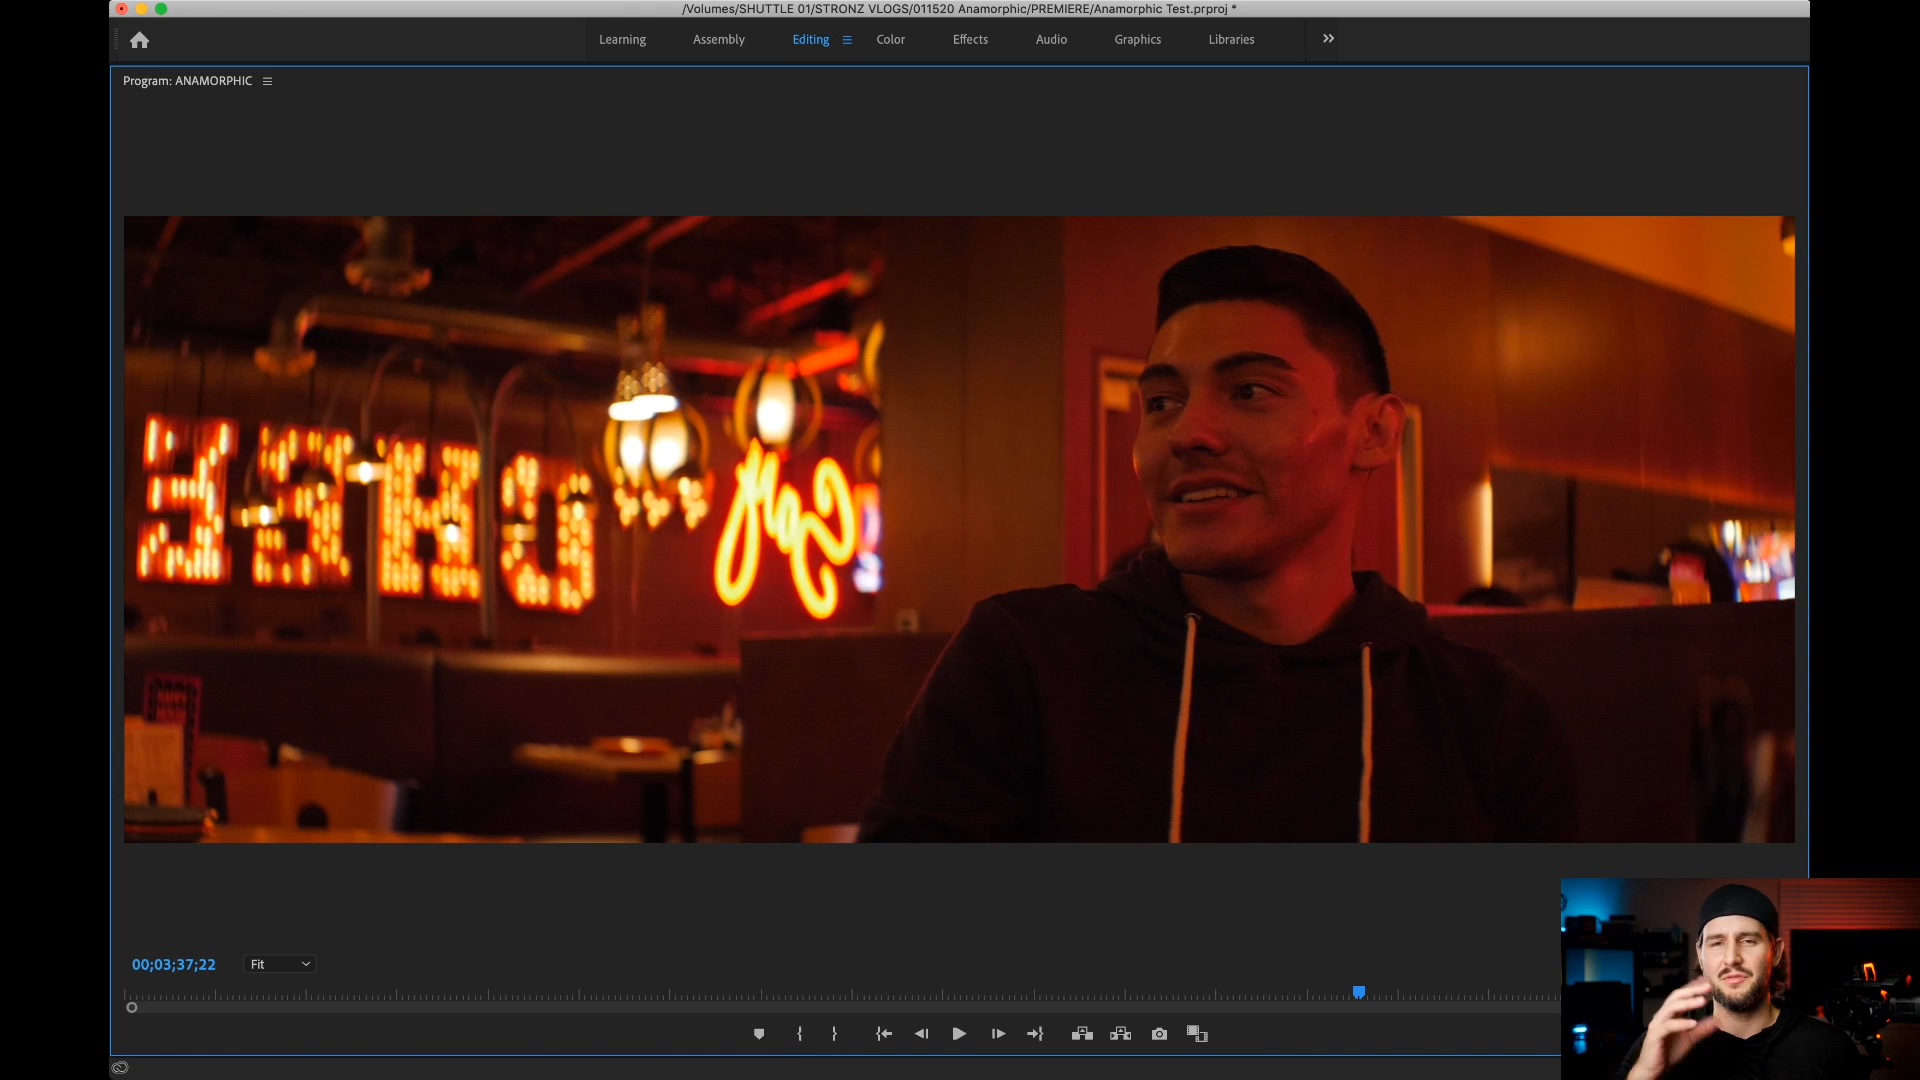 /Volumes/SHUTTLE 01/STRONZ VLOGS/011520 Anamorphic/PREMIERE/Anamorphic Test.prproj *
Learning Assembly Editing Color Effects Audio Graphics Libraries
Program: ANAMORPHIC
00;03;37;22 Fit